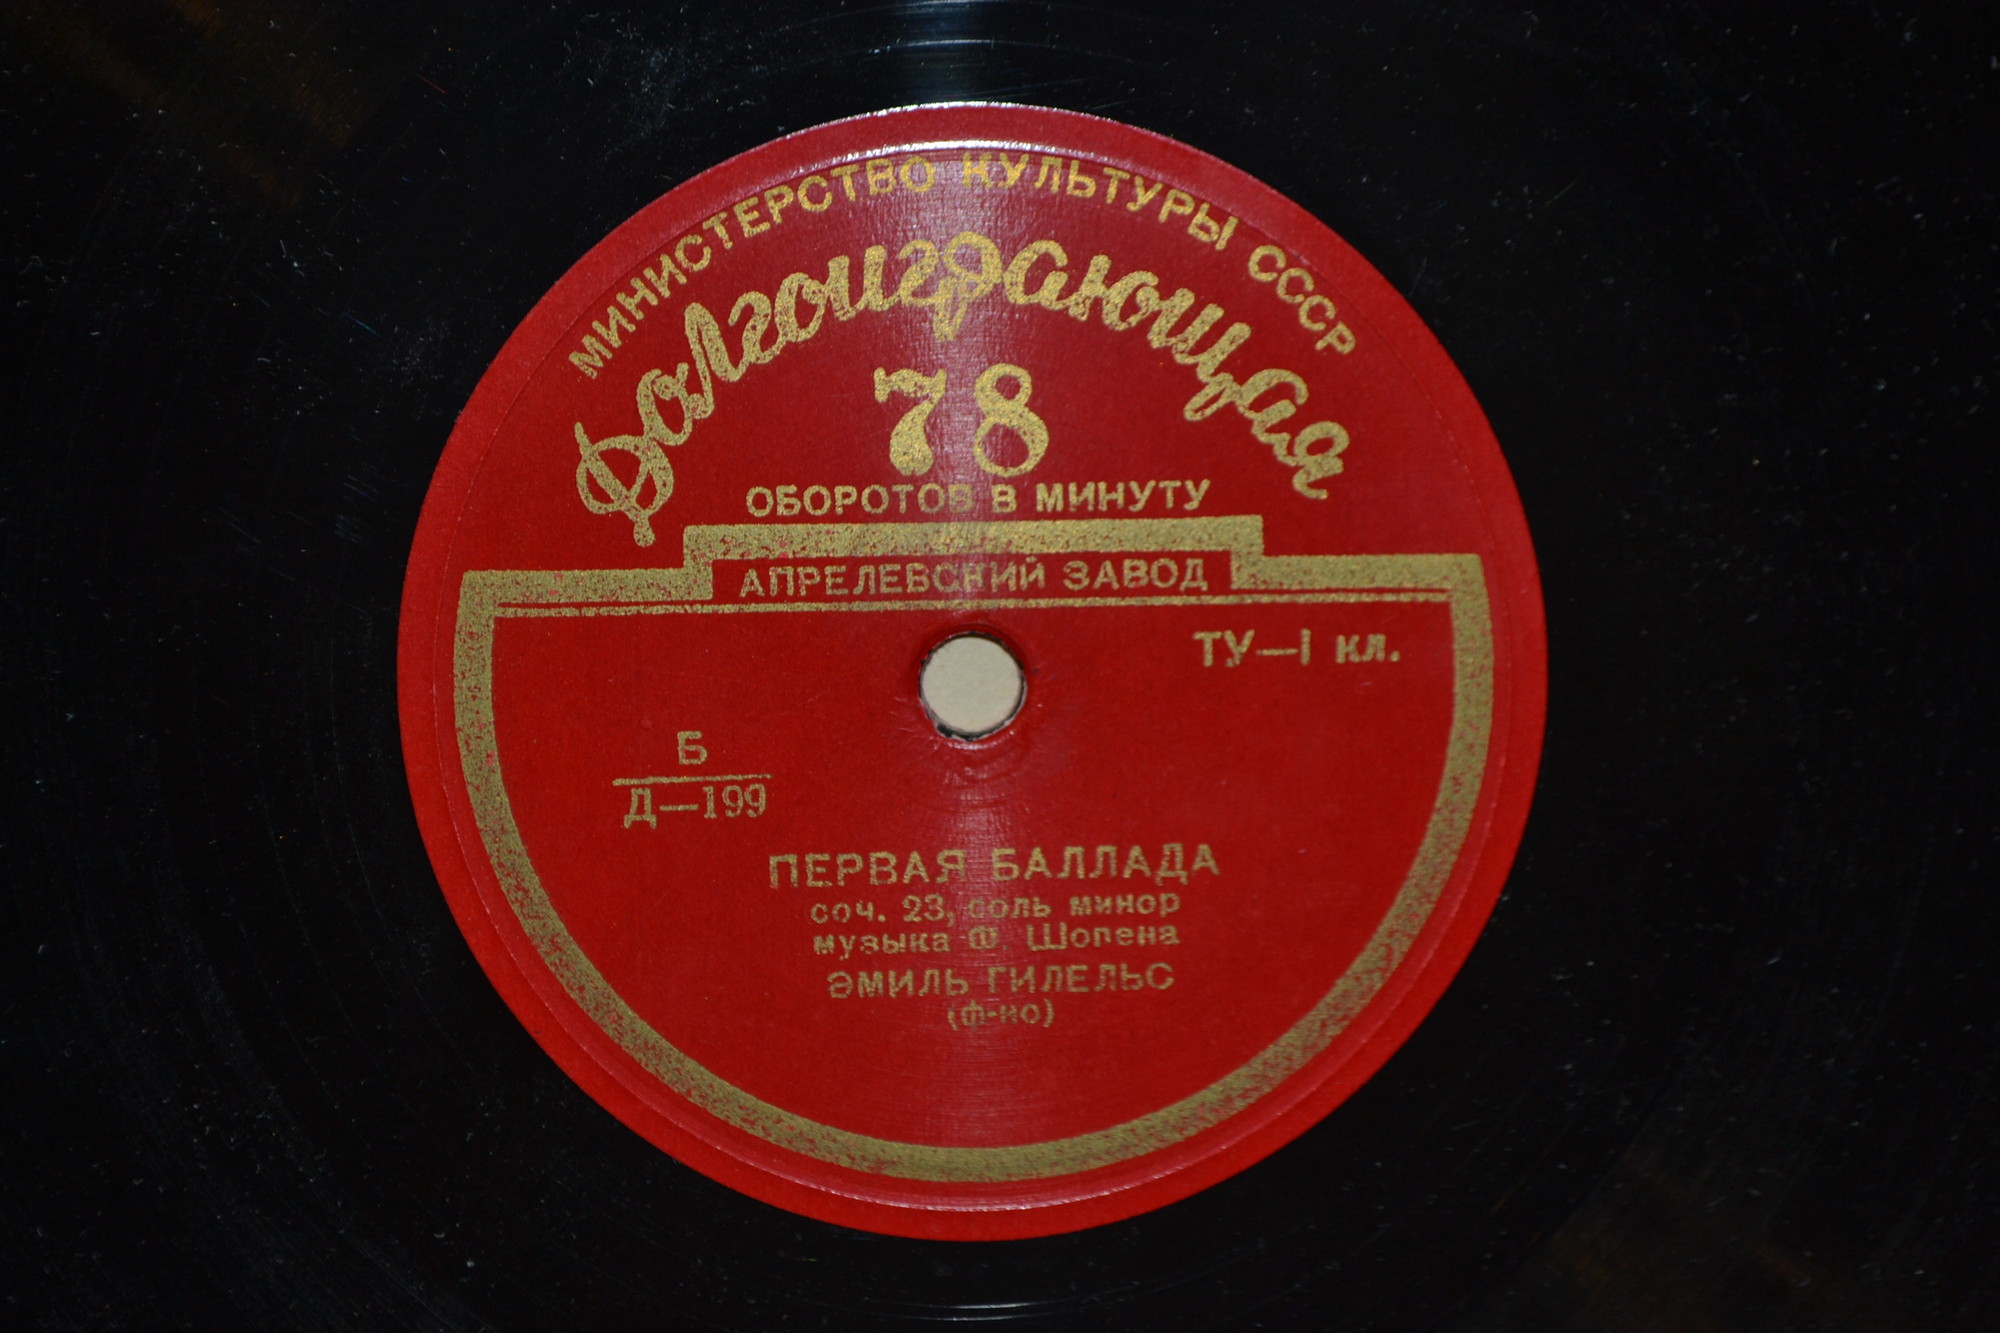 МИНИСТЕРСТВО КУЛЬТУРЫ СССР
Долгоиграющая
78
ОБОРОТОВ В МИНУТУ
АПРЕЛЕВСКИЙ ЗАВОД
ТУ—I кл.
Б
Д—199
ПЕРВАЯ БАЛЛАДА
соч. 23, соль минор
музыка Ф. Шопена
ЭМИЛЬ ГИЛЕЛЬС
(ф-но)